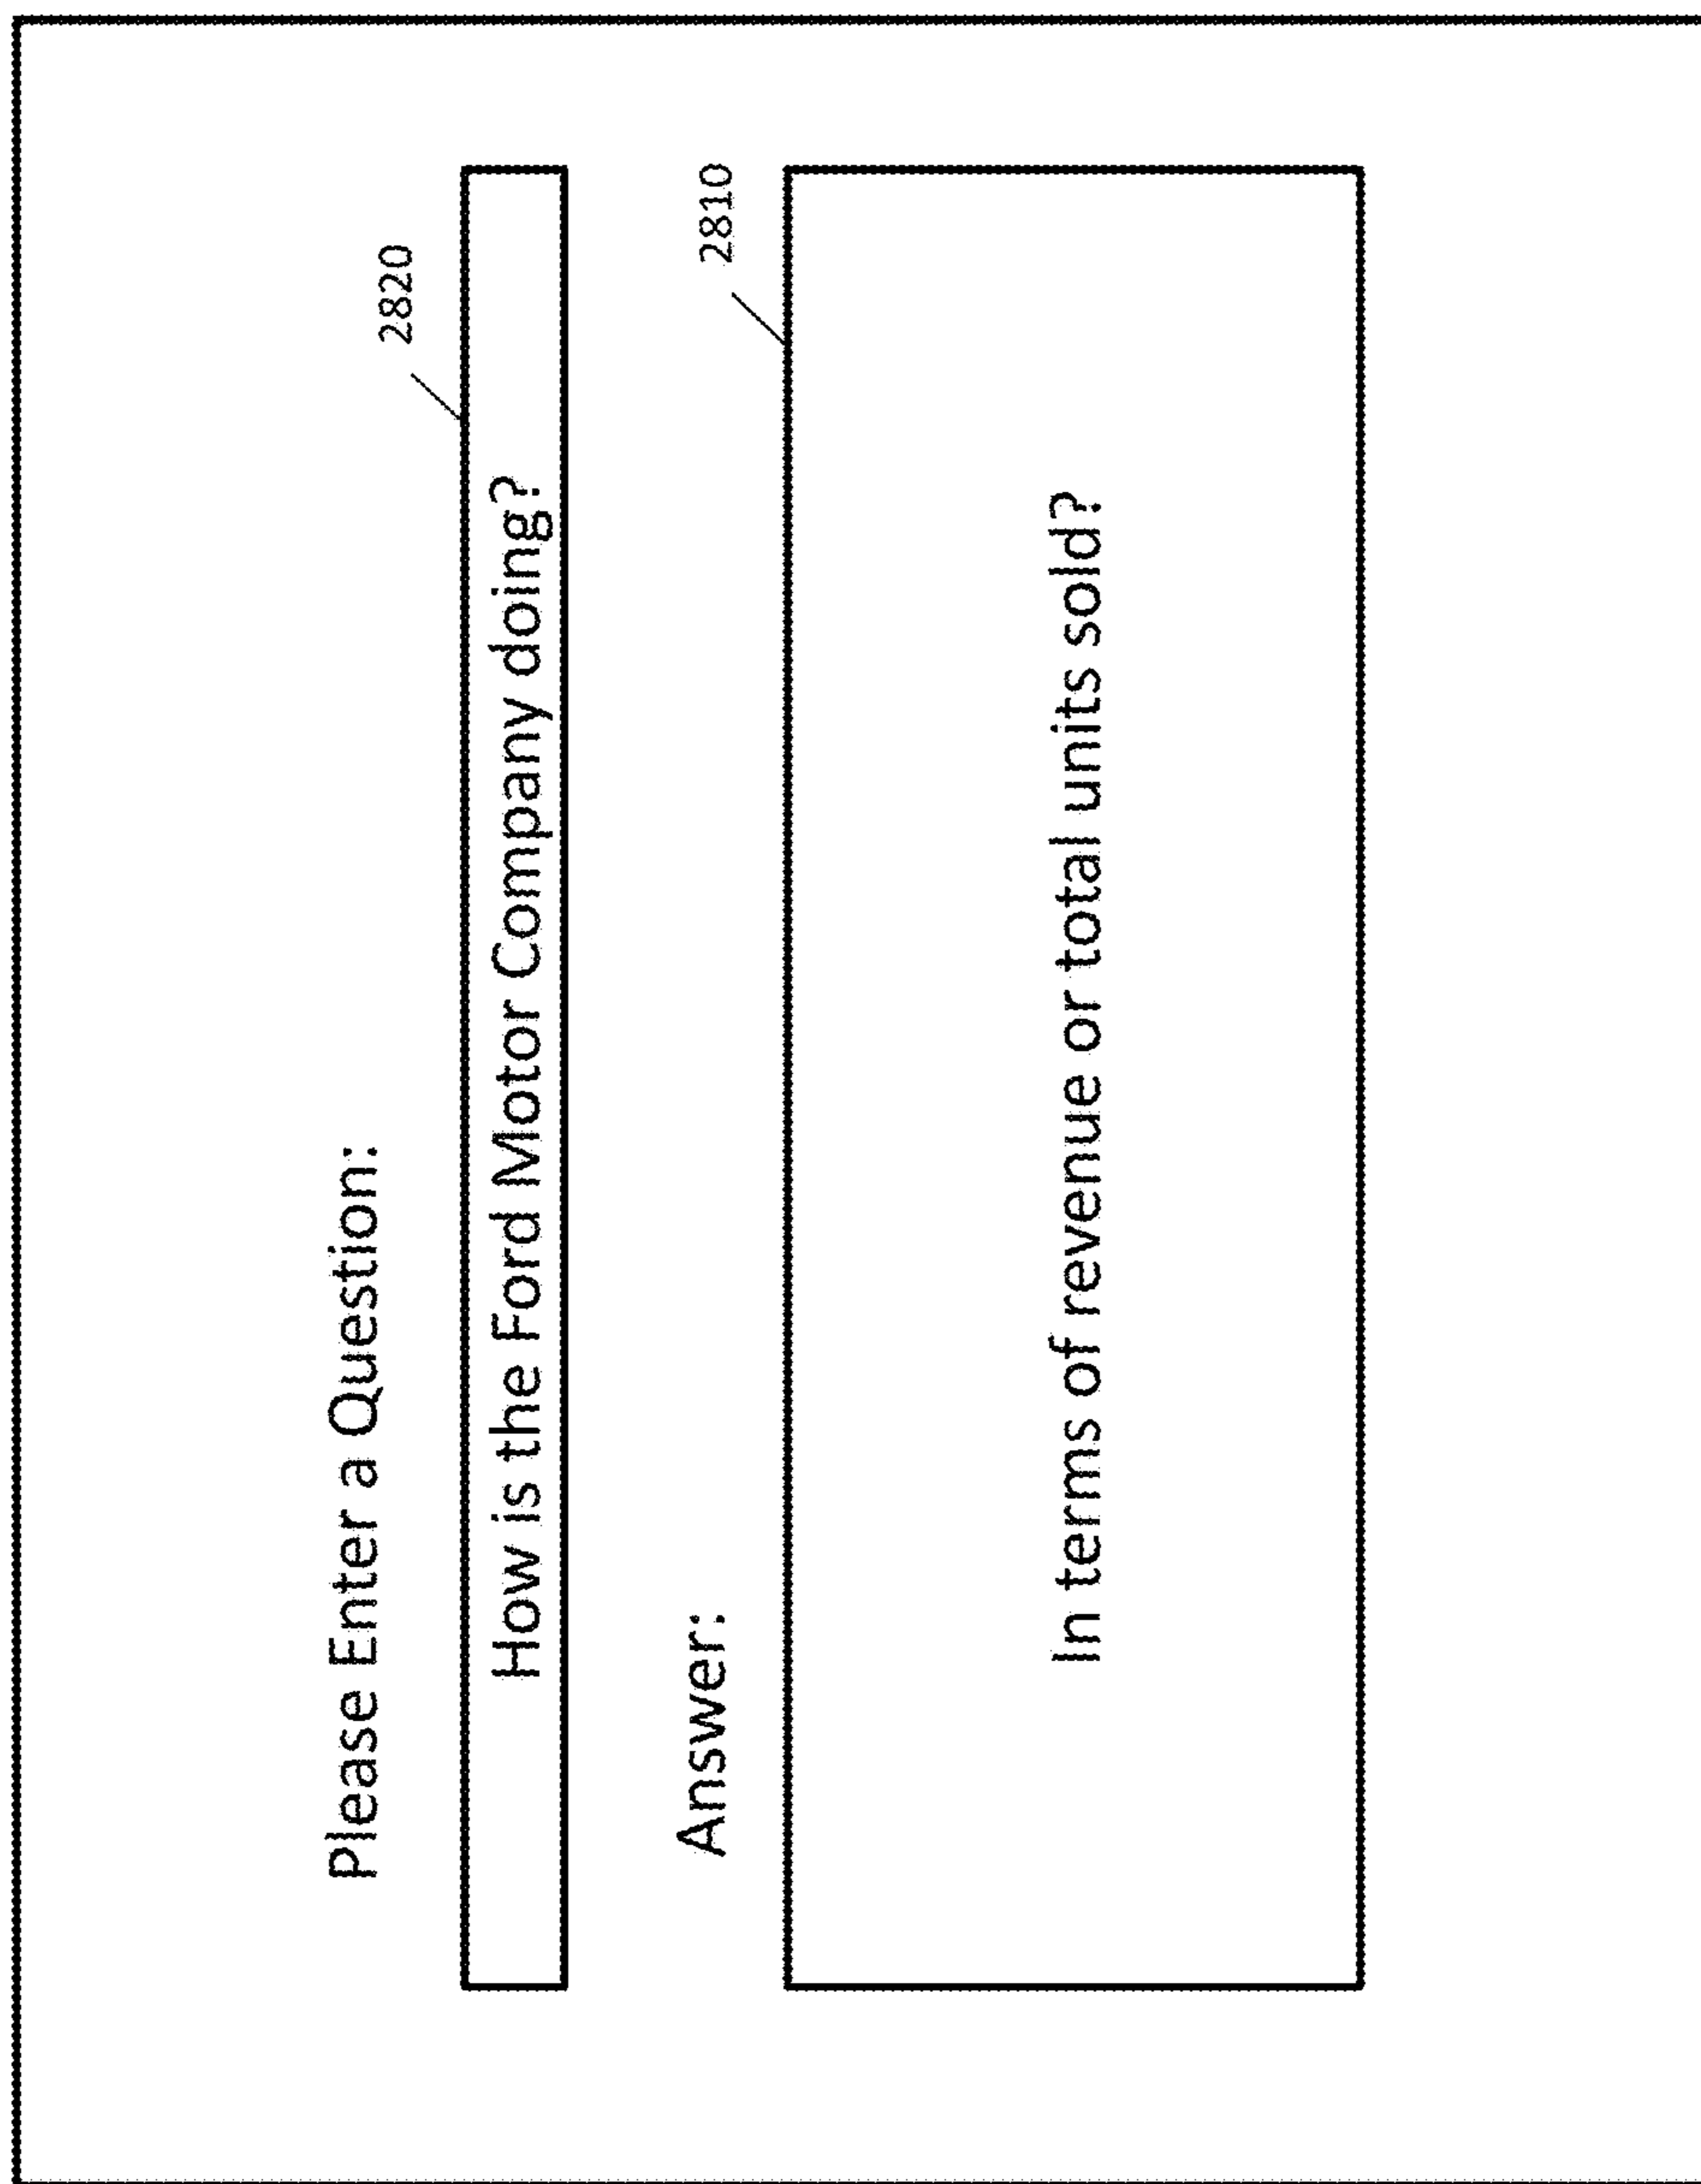 Please Enter a Question:
2820
How is the Ford Motor Company doing?
Answer:
2810
In terms of revenue or total units sold?